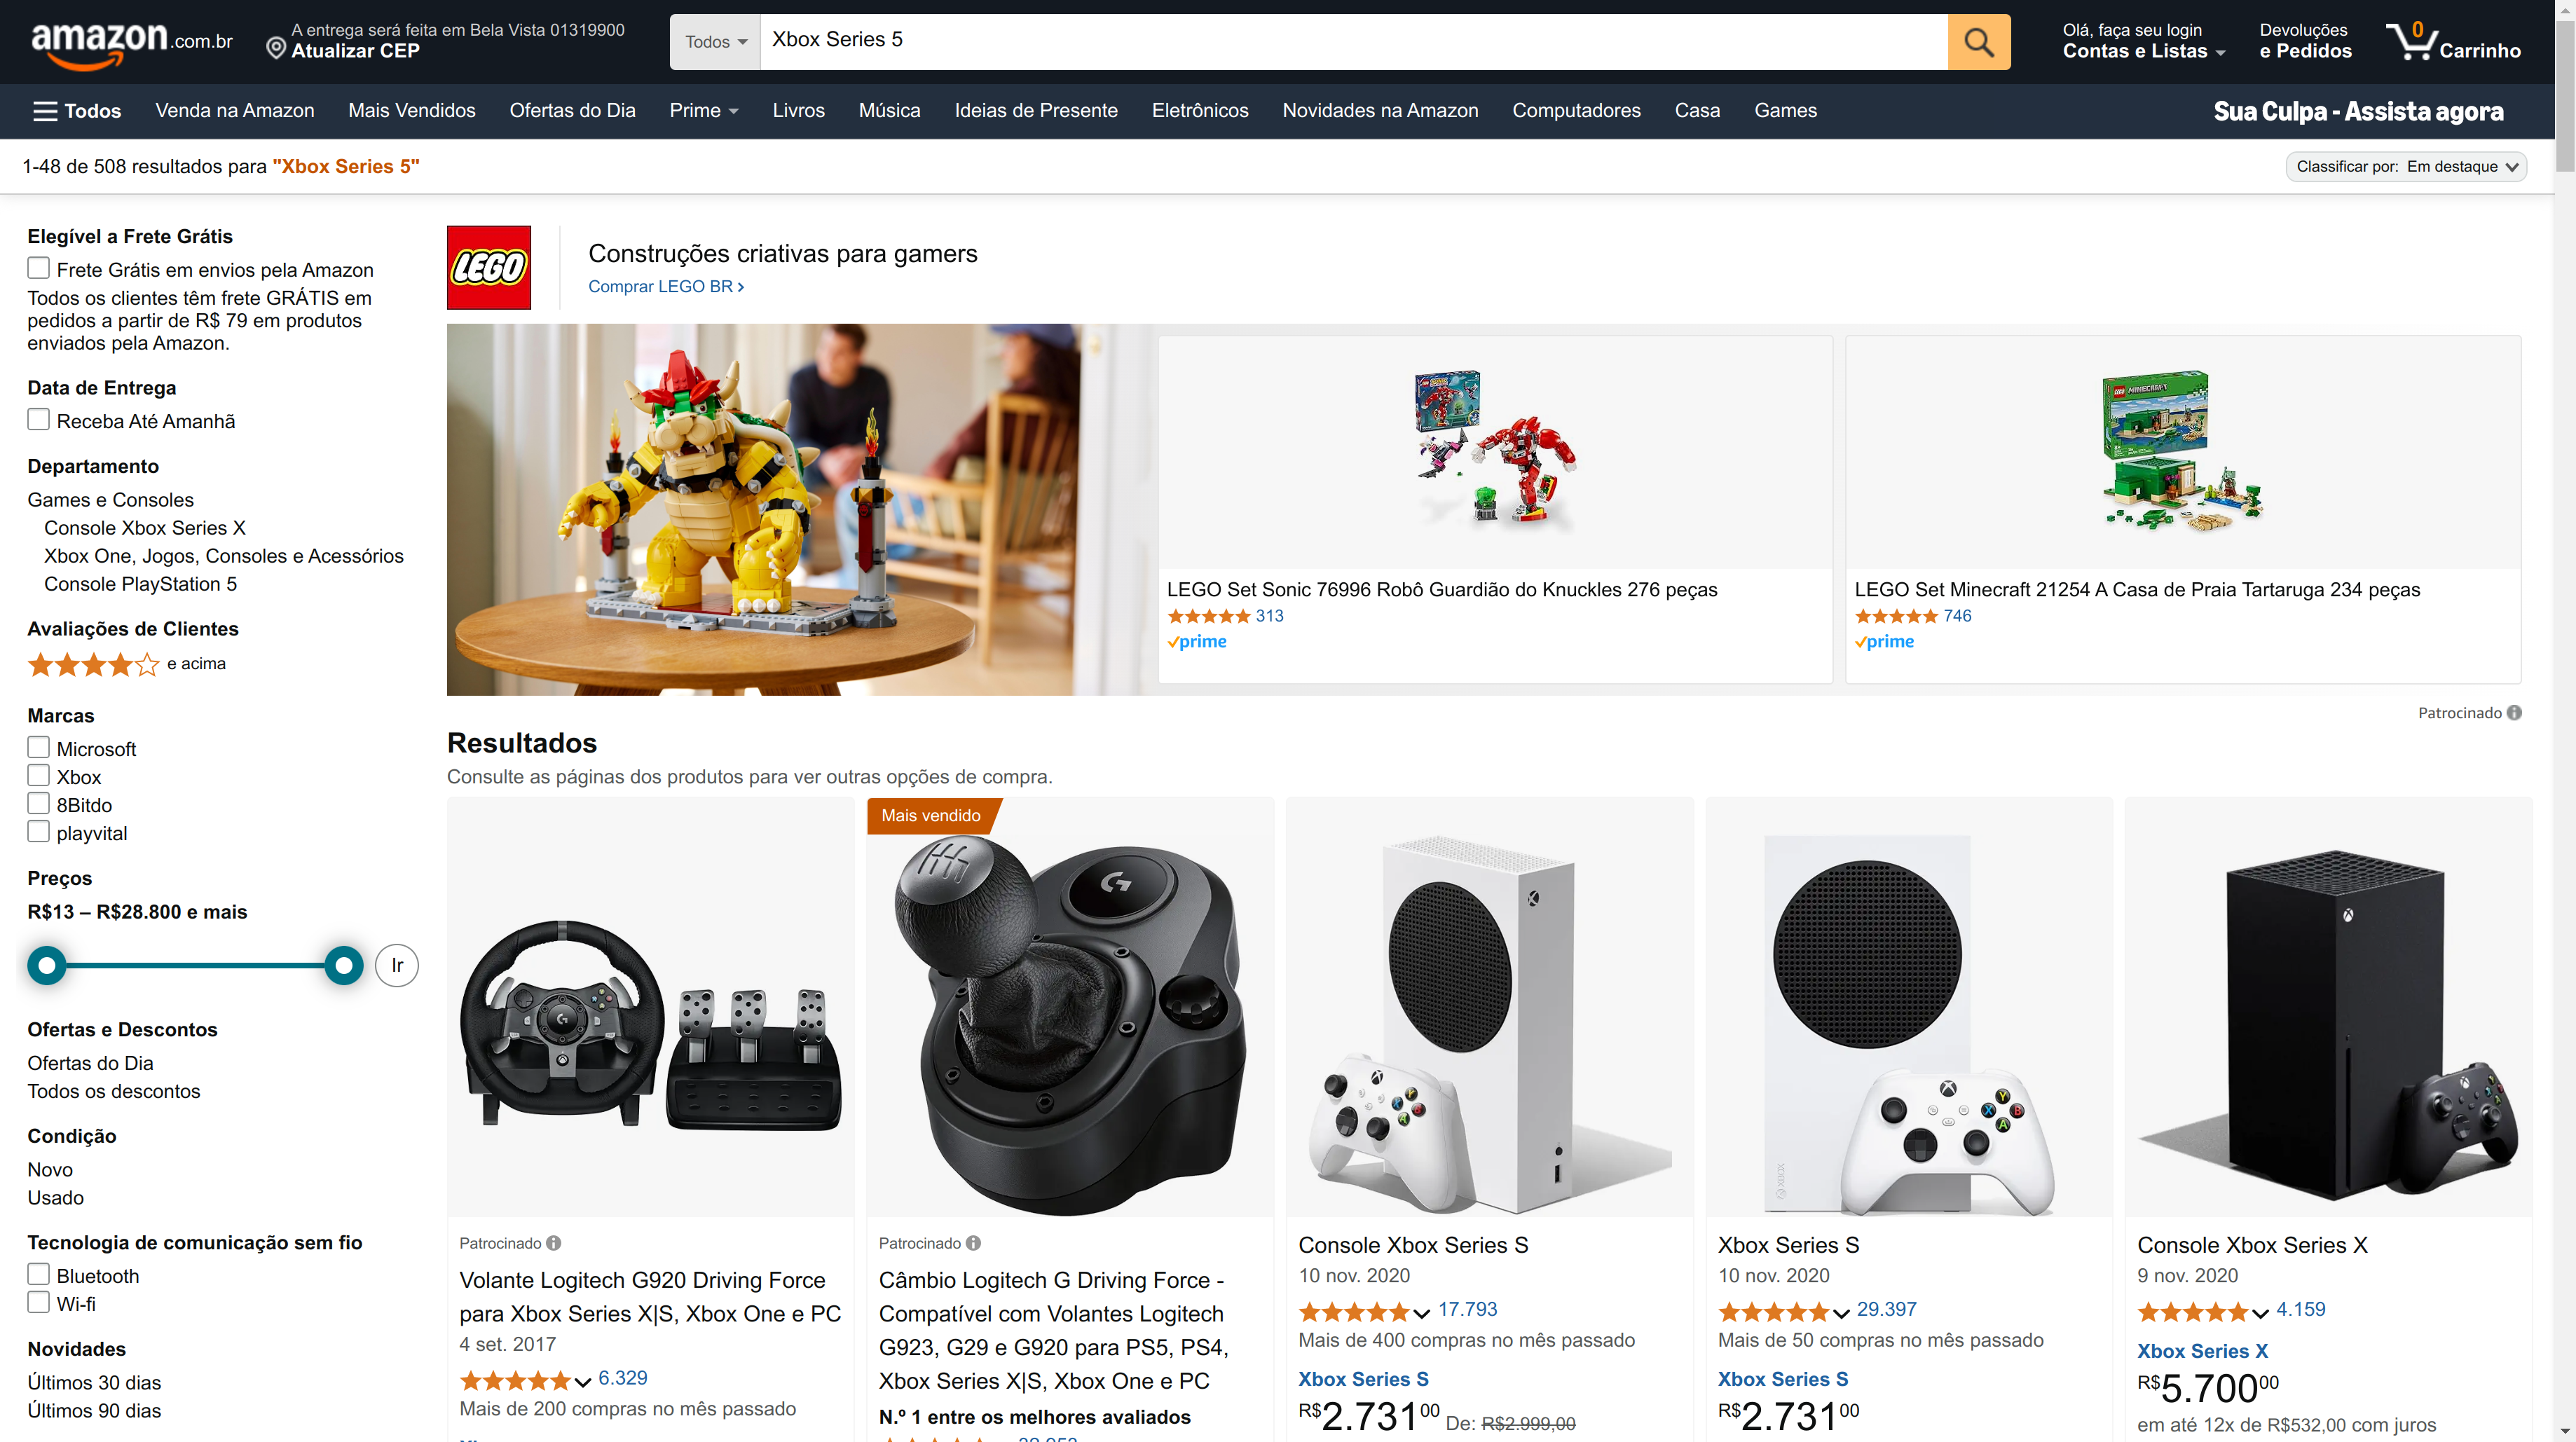 amazon.com.br
A entrega será feita em Bela Vista 01319900
Atualizar CEP
Todos
Xbox Series 5
Olá, faça seu login
Contas e Listas
Devoluções
e Pedidos
0
Carrinho
Todos
Venda na Amazon
Mais Vendidos
Ofertas do Dia
Prime
Livros
Música
Ideias de Presente
Eletrônicos
Novidades na Amazon
Computadores
Casa
Games
Sua Culpa - Assista agora
1-48 de 508 resultados para "Xbox Series 5"
Classificar por: Em destaque
Elegível a Frete Grátis
Frete Grátis em envios pela Amazon
Todos os clientes têm frete GRÁTIS em
pedidos a partir de R$ 79 em produtos
enviados pela Amazon.
Data de Entrega
Receba Até Amanhã
Departamento
Games e Consoles
Console Xbox Series X
Xbox One, Jogos, Consoles e Acessórios
Console PlayStation 5
Avaliações de Clientes
e acima
Marcas
Microsoft
Xbox
8Bitdo
playvital
Preços
R$13 – R$28.800 e mais
Ir
Ofertas e Descontos
Ofertas do Dia
Todos os descontos
Condição
Novo
Usado
Tecnologia de comunicação sem fio
Bluetooth
Wi-fi
Novidades
Últimos 30 dias
Últimos 90 dias
LEGO
Construções criativas para gamers
Comprar LEGO BR ›
LEGO Set Sonic 76996 Robô Guardião do Knuckles 276 peças
313
prime
MINECRAFT
LEGO Set Minecraft 21254 A Casa de Praia Tartaruga 234 peças
746
prime
Patrocinado
Resultados
Consulte as páginas dos produtos para ver outras opções de compra.
Patrocinado
Volante Logitech G920 Driving Force
para Xbox Series X|S, Xbox One e PC
4 set. 2017
6.329
Mais de 200 compras no mês passado
Mais vendido
Patrocinado
Câmbio Logitech G Driving Force -
Compatível com Volantes Logitech
G923, G29 e G920 para PS5, PS4,
Xbox Series X|S, Xbox One e PC
N.º 1 entre os melhores avaliados
Console Xbox Series S
10 nov. 2020
17.793
Mais de 400 compras no mês passado
Xbox Series S
R$2.73100 De: R$2.999,00
XBOX
Xbox Series S
10 nov. 2020
29.397
Mais de 50 compras no mês passado
Xbox Series S
R$2.73100
Console Xbox Series X
9 nov. 2020
4.159
Xbox Series X
R$5.70000
em até 12x de R$532,00 com juros